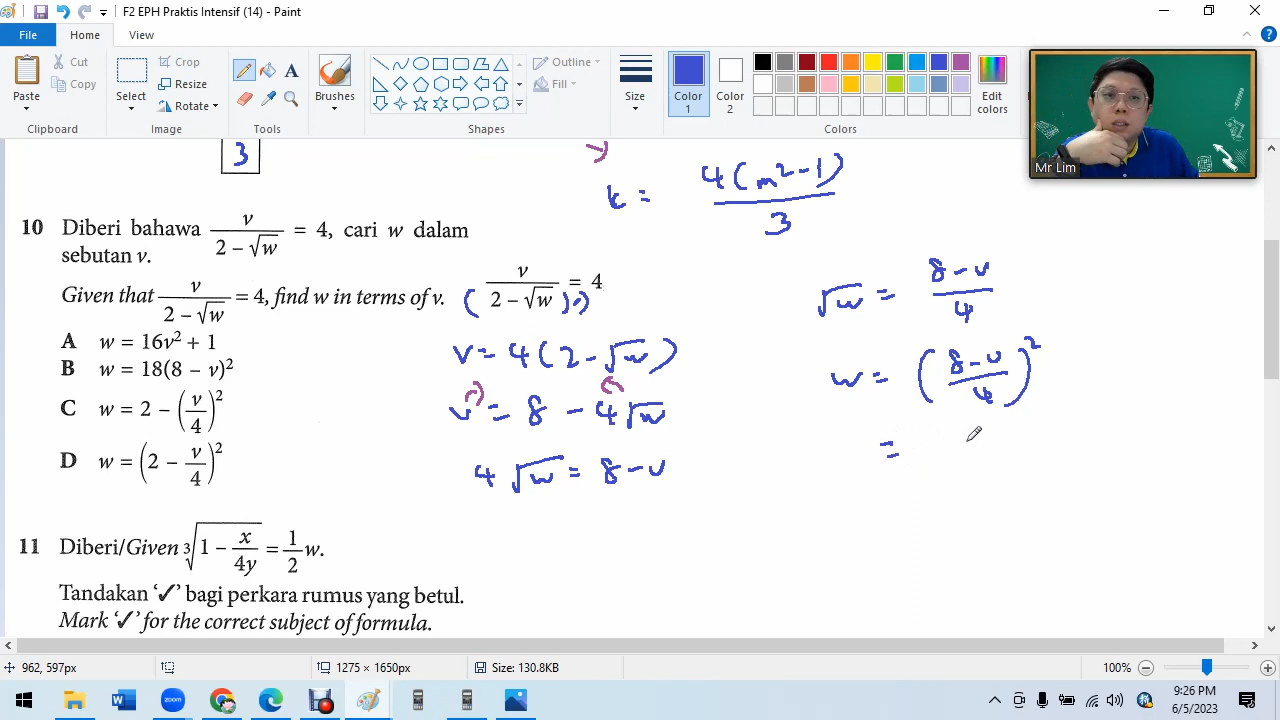 F2 EPH Praktis Intensif (14) - Paint
File Home View
Paste Cut Copy
Select Crop Resize Rotate
Brushes
Outline Fill
Size
Color 1 Color 2
Edit colors
Clipboard Image Tools Shapes Colors
Mr Lim
3
k = 4(m² - 1) / 3
10 Diberi bahawa v / (2 − √w) = 4, cari w dalam
sebutan v.
Given that v / (2 − √w) = 4, find w in terms of v.
A w = 16v² + 1
B w = 18(8 − v)²
C w = 2 − (v/4)²
D w = (2 − v/4)²
( v / (2 − √w) ) = 4
v = 4(2 - √w)
v = 8 - 4√w
4√w = 8 - v
√w = (8 - v) / 4
w = ((8 - v) / 4)²
=
11 Diberi/Given ³√(1 − x/4y) = 1/2 w.
Tandakan ‘✓’ bagi perkara rumus yang betul.
Mark ‘✓’ for the correct subject of formula.
962, 597px
1275 × 1650px
Size: 130.8KB
100%
zoom
9:26 PM
6/5/2023